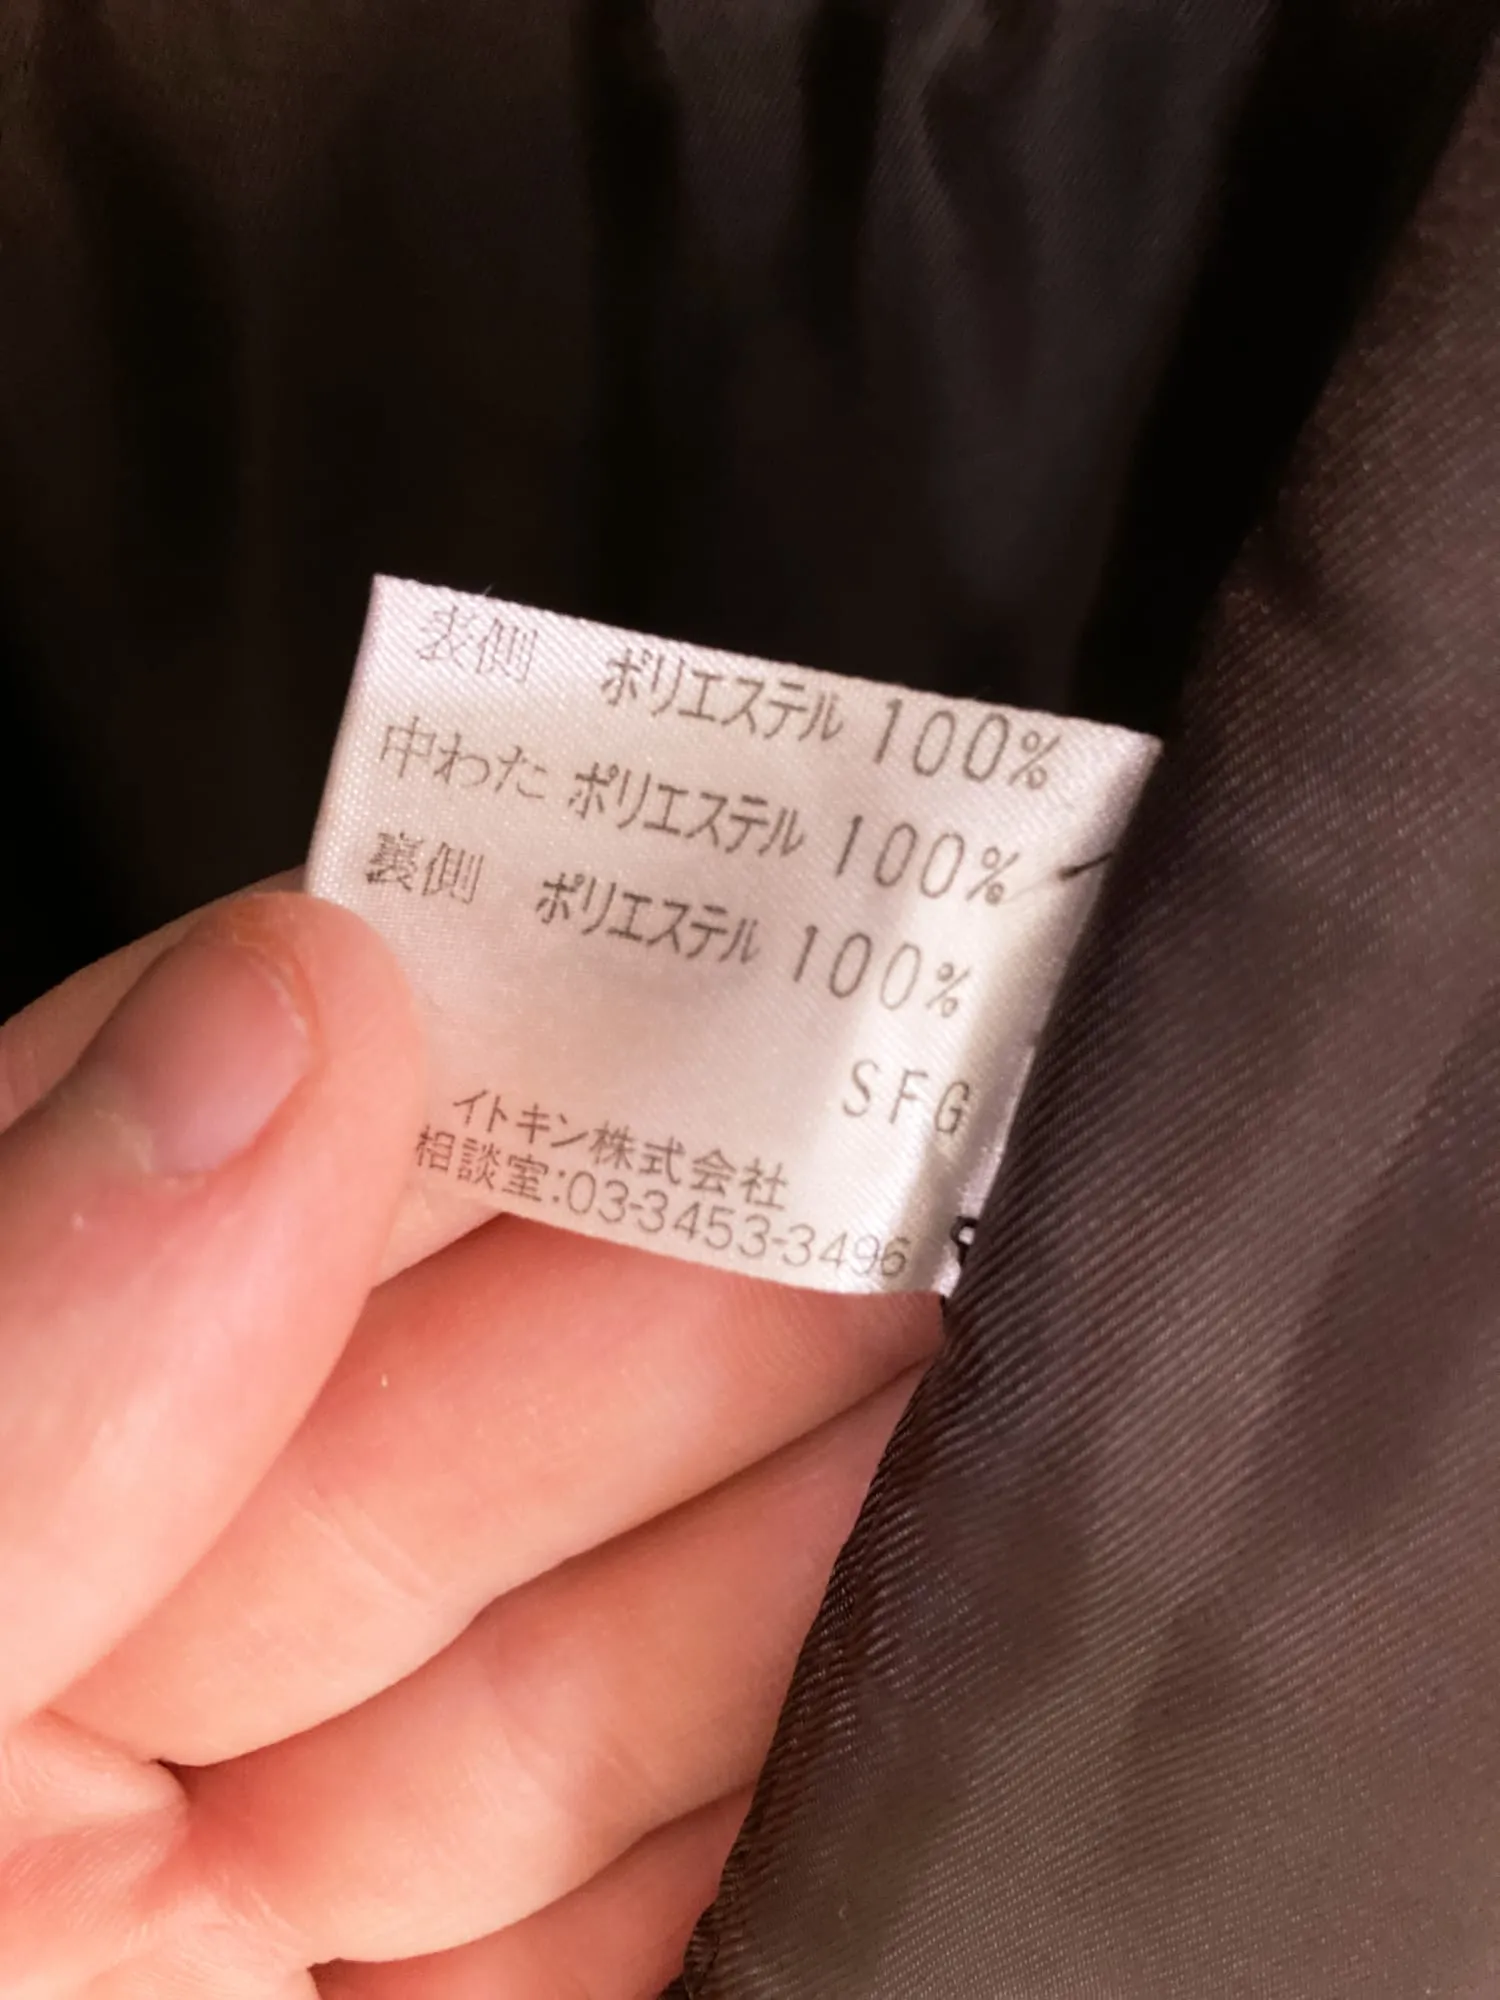 表側 ポリエステル 100%
中わた ポリエステル 100%
裏側 ポリエステル 100%
SFG
イトキン株式会社
相談室:03-3453-3496